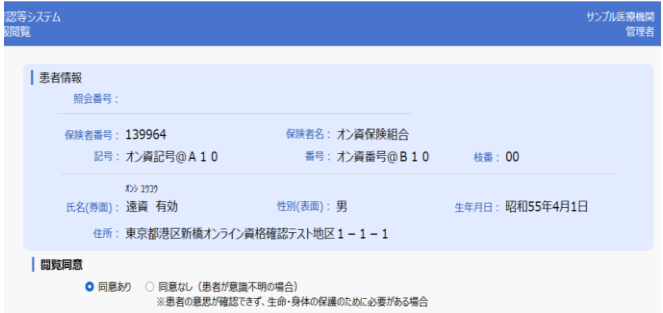 認等システム サンプル医療機関
閲覧 管理者
患者情報
照会番号：
保険者番号： 139964 保険者名： オン資保険組合
記号： オン資記号@Ａ１０ 番号： オン資番号@Ｂ１０ 枝番： 00
氏名(券面)： 遠資 有効 性別(表面)： 男 生年月日： 昭和55年4月1日
住所： 東京都港区新橋オンライン資格確認テスト地区１－１－１
閲覧同意
同意あり 同意なし（患者が意識不明の場合）
※患者の意思が確認できず、生命・身体の保護のために必要がある場合